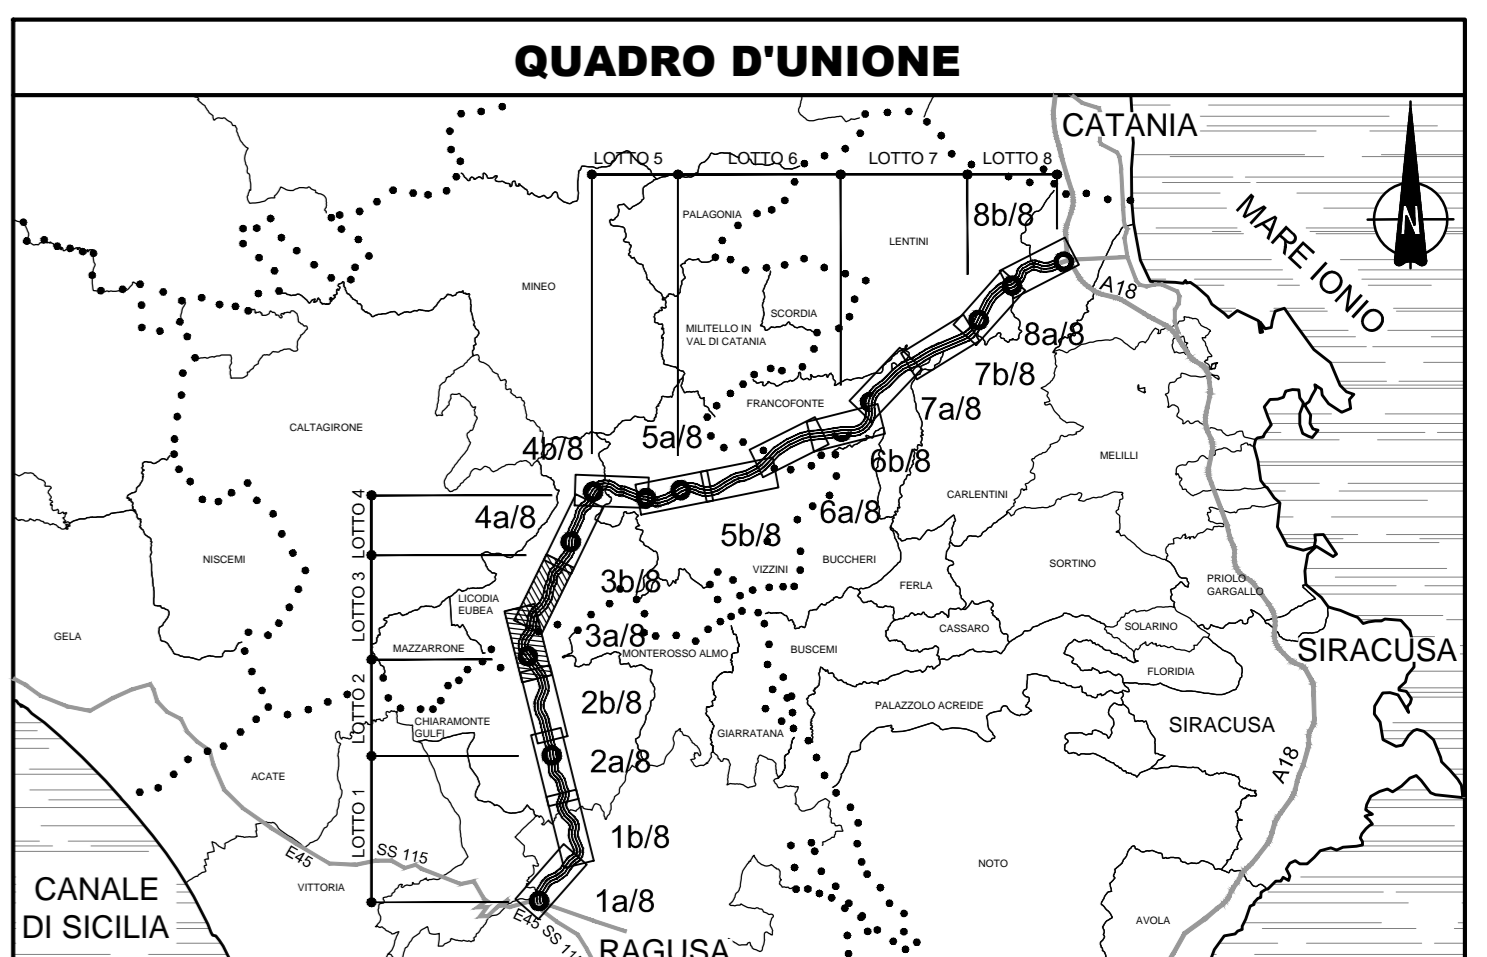 QUADRO D'UNIONE
CATANIA
LOTTO 5
LOTTO 6
LOTTO 7
LOTTO 8
N
MARE IONIO
PALAGONIA
8b/8
LENTINI
MINEO
A18
SCORDIA
MILITELLO IN
VAL DI CATANIA
8a/8
7b/8
FRANCOFONTE
7a/8
CALTAGIRONE
4b/8
5a/8
6b/8
MELILLI
CARLENTINI
LOTTO 4
4a/8
6a/8
5b/8
NISCEMI
BUCCHERI
VIZZINI
SORTINO
3b/8
FERLA
PRIOLO
GARGALLO
LOTTO 3
LICODIA
EUBEA
GELA
3a/8
CASSARO
SOLARINO
MAZZARRONE
MONTEROSSO ALMO
BUSCEMI
SIRACUSA
FLORIDIA
LOTTO 2
2b/8
PALAZZOLO ACREIDE
CHIARAMONTE
GULFI
GIARRATANA
SIRACUSA
2a/8
A18
ACATE
LOTTO 1
1b/8
E45
SS 115
NOTO
CANALE
DI SICILIA
VITTORIA
1a/8
E45 SS 11
AVOLA
RAGUSA